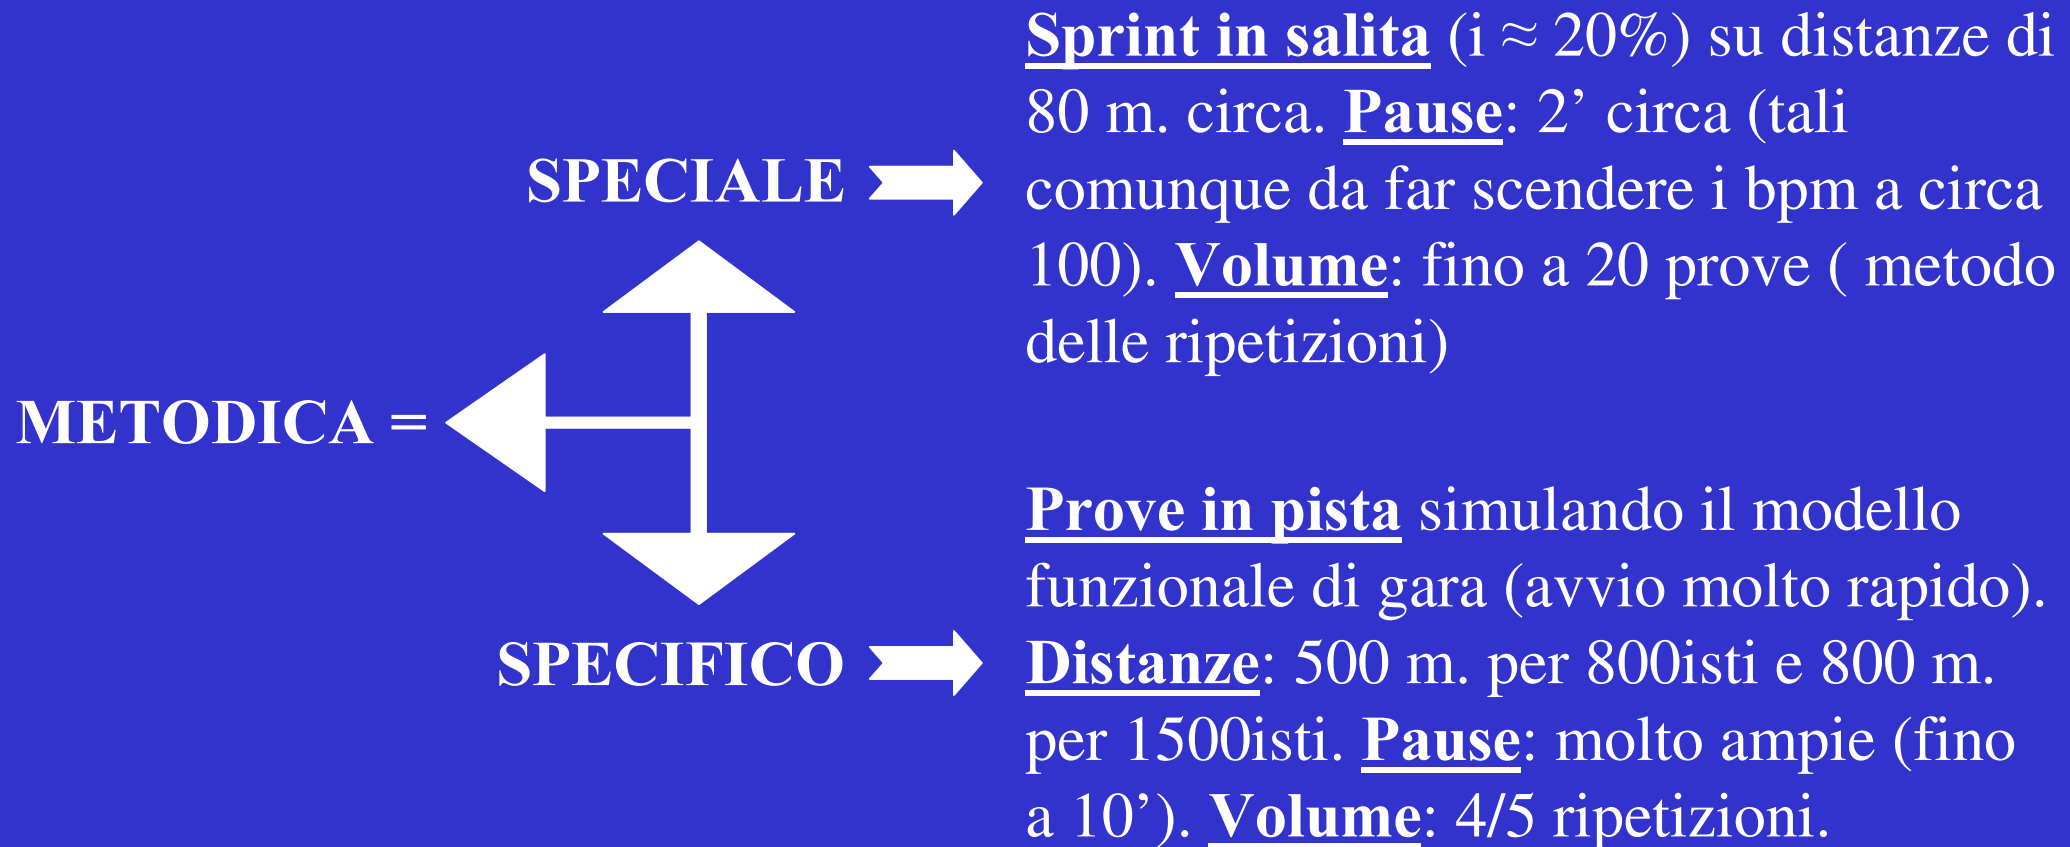 Sprint in salita (i ≈ 20%) su distanze di
80 m. circa. Pause: 2’ circa (tali
comunque da far scendere i bpm a circa
100). Volume: fino a 20 prove ( metodo
delle ripetizioni)
SPECIALE
METODICA =
SPECIFICO
Prove in pista simulando il modello
funzionale di gara (avvio molto rapido).
Distanze: 500 m. per 800isti e 800 m.
per 1500isti. Pause: molto ampie (fino
a 10’). Volume: 4/5 ripetizioni.